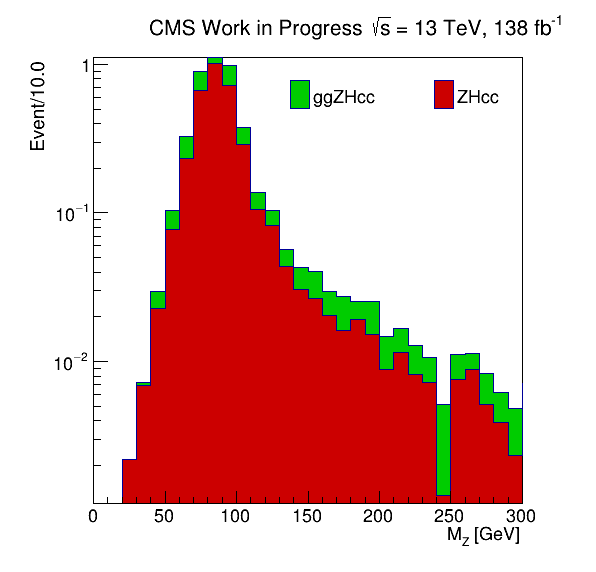 CMS Work in Progress √s = 13 TeV, 138 fb⁻¹
Event/10.0
ggZHcc ZHcc
1
10⁻¹
10⁻²
0 50 100 150 200 250 300
M_Z [GeV]